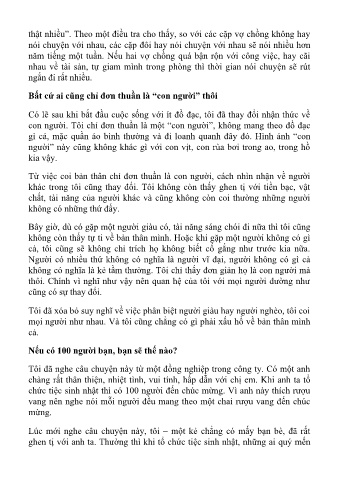 thật nhiều”. Theo một điều tra cho thấy, so với các cặp vợ chồng không hay
nói chuyện với nhau, các cặp đôi hay nói chuyện với nhau sẽ nói nhiều hơn
năm tiếng một tuần. Nếu hai vợ chồng quá bận rộn với công việc, hay cãi
nhau về tài sản, tự giam mình trong phòng thì thời gian nói chuyện sẽ rút
ngắn đi rất nhiều.
Bất cứ ai cũng chỉ đơn thuần là “con người” thôi
Có lẽ sau khi bắt đầu cuộc sống với ít đồ đạc, tôi đã thay đổi nhận thức về
con người. Tôi chỉ đơn thuần là một “con người”, không mang theo đồ đạc
gì cả, mặc quần áo bình thường và đi loanh quanh đây đó. Hình ảnh “con
người” này cũng không khác gì với con vịt, con rùa bơi trong ao, trong hồ
kia vậy.
Từ việc coi bản thân chỉ đơn thuần là con người, cách nhìn nhận về người
khác trong tôi cũng thay đổi. Tôi không còn thấy ghen tị với tiền bạc, vật
chất, tài năng của người khác và cũng không còn coi thường những người
không có những thứ đấy.
Bây giờ, dù có gặp một người giàu có, tài năng sáng chói đi nữa thì tôi cũng
không còn thấy tự ti về bản thân mình. Hoặc khi gặp một người không có gì
cả, tôi cũng sẽ không chỉ trích họ không biết cố gắng như trước kia nữa.
Người có nhiều thứ không có nghĩa là người vĩ đại, người không có gì cả
không có nghĩa là kẻ tầm thường. Tôi chỉ thấy đơn giản họ là con người mà
thôi. Chính vì nghĩ như vậy nên quan hệ của tôi với mọi người dường như
cũng có sự thay đổi.
Tôi đã xóa bỏ suy nghĩ về việc phân biệt người giàu hay người nghèo, tôi coi
mọi người như nhau. Và tôi cũng chẳng có gì phải xấu hổ về bản thân mình
cả.
Nếu có 100 người bạn, bạn sẽ thế nào?
Tôi đã nghe câu chuyện này từ một đồng nghiệp trong công ty. Có một anh
chàng rất thân thiện, nhiệt tình, vui tính, hấp dẫn với chị em. Khi anh ta tổ
chức tiệc sinh nhật thì có 100 người đến chúc mừng. Vì anh này thích rượu
vang nên nghe nói mỗi người đều mang theo một chai rượu vang đến chúc
mừng.
Lúc mới nghe câu chuyện này, tôi – một kẻ chẳng có mấy bạn bè, đã rất
ghen tị với anh ta. Thường thì khi tổ chức tiệc sinh nhật, những ai quý mến